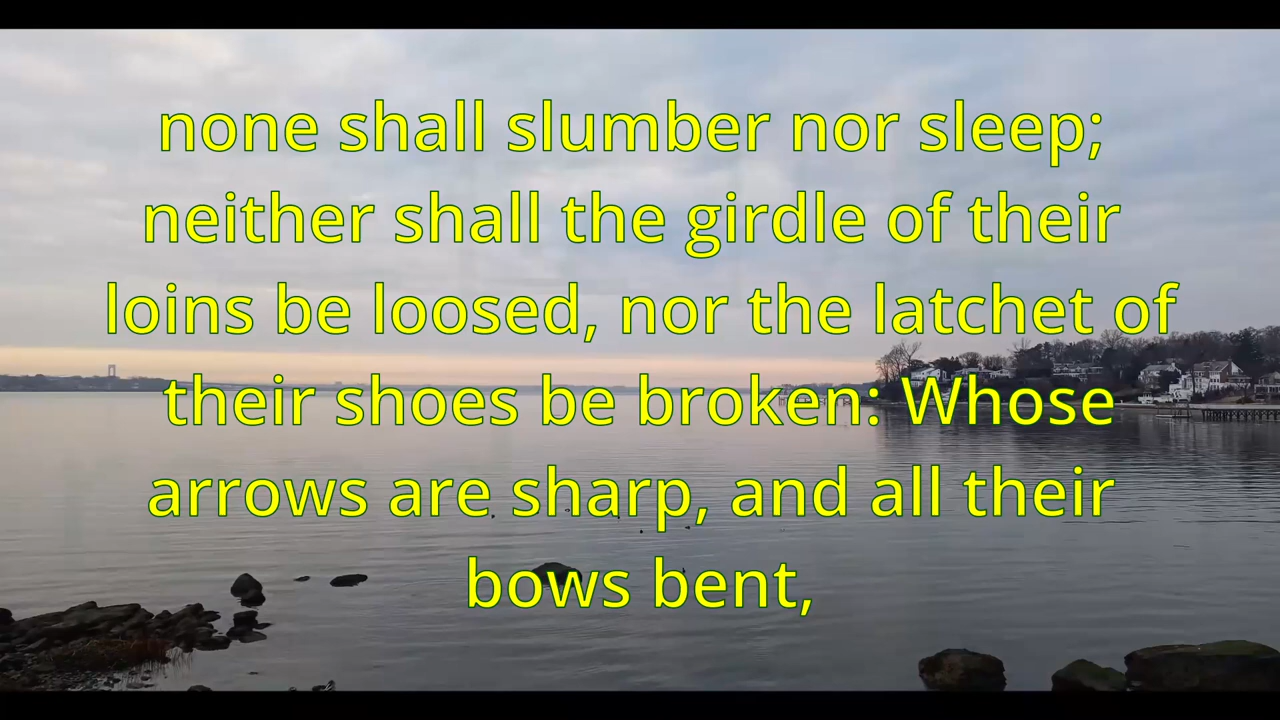 none shall slumber nor sleep;
neither shall the girdle of their
loins be loosed, nor the latchet of
their shoes be broken: Whose
arrows are sharp, and all their
bows bent,